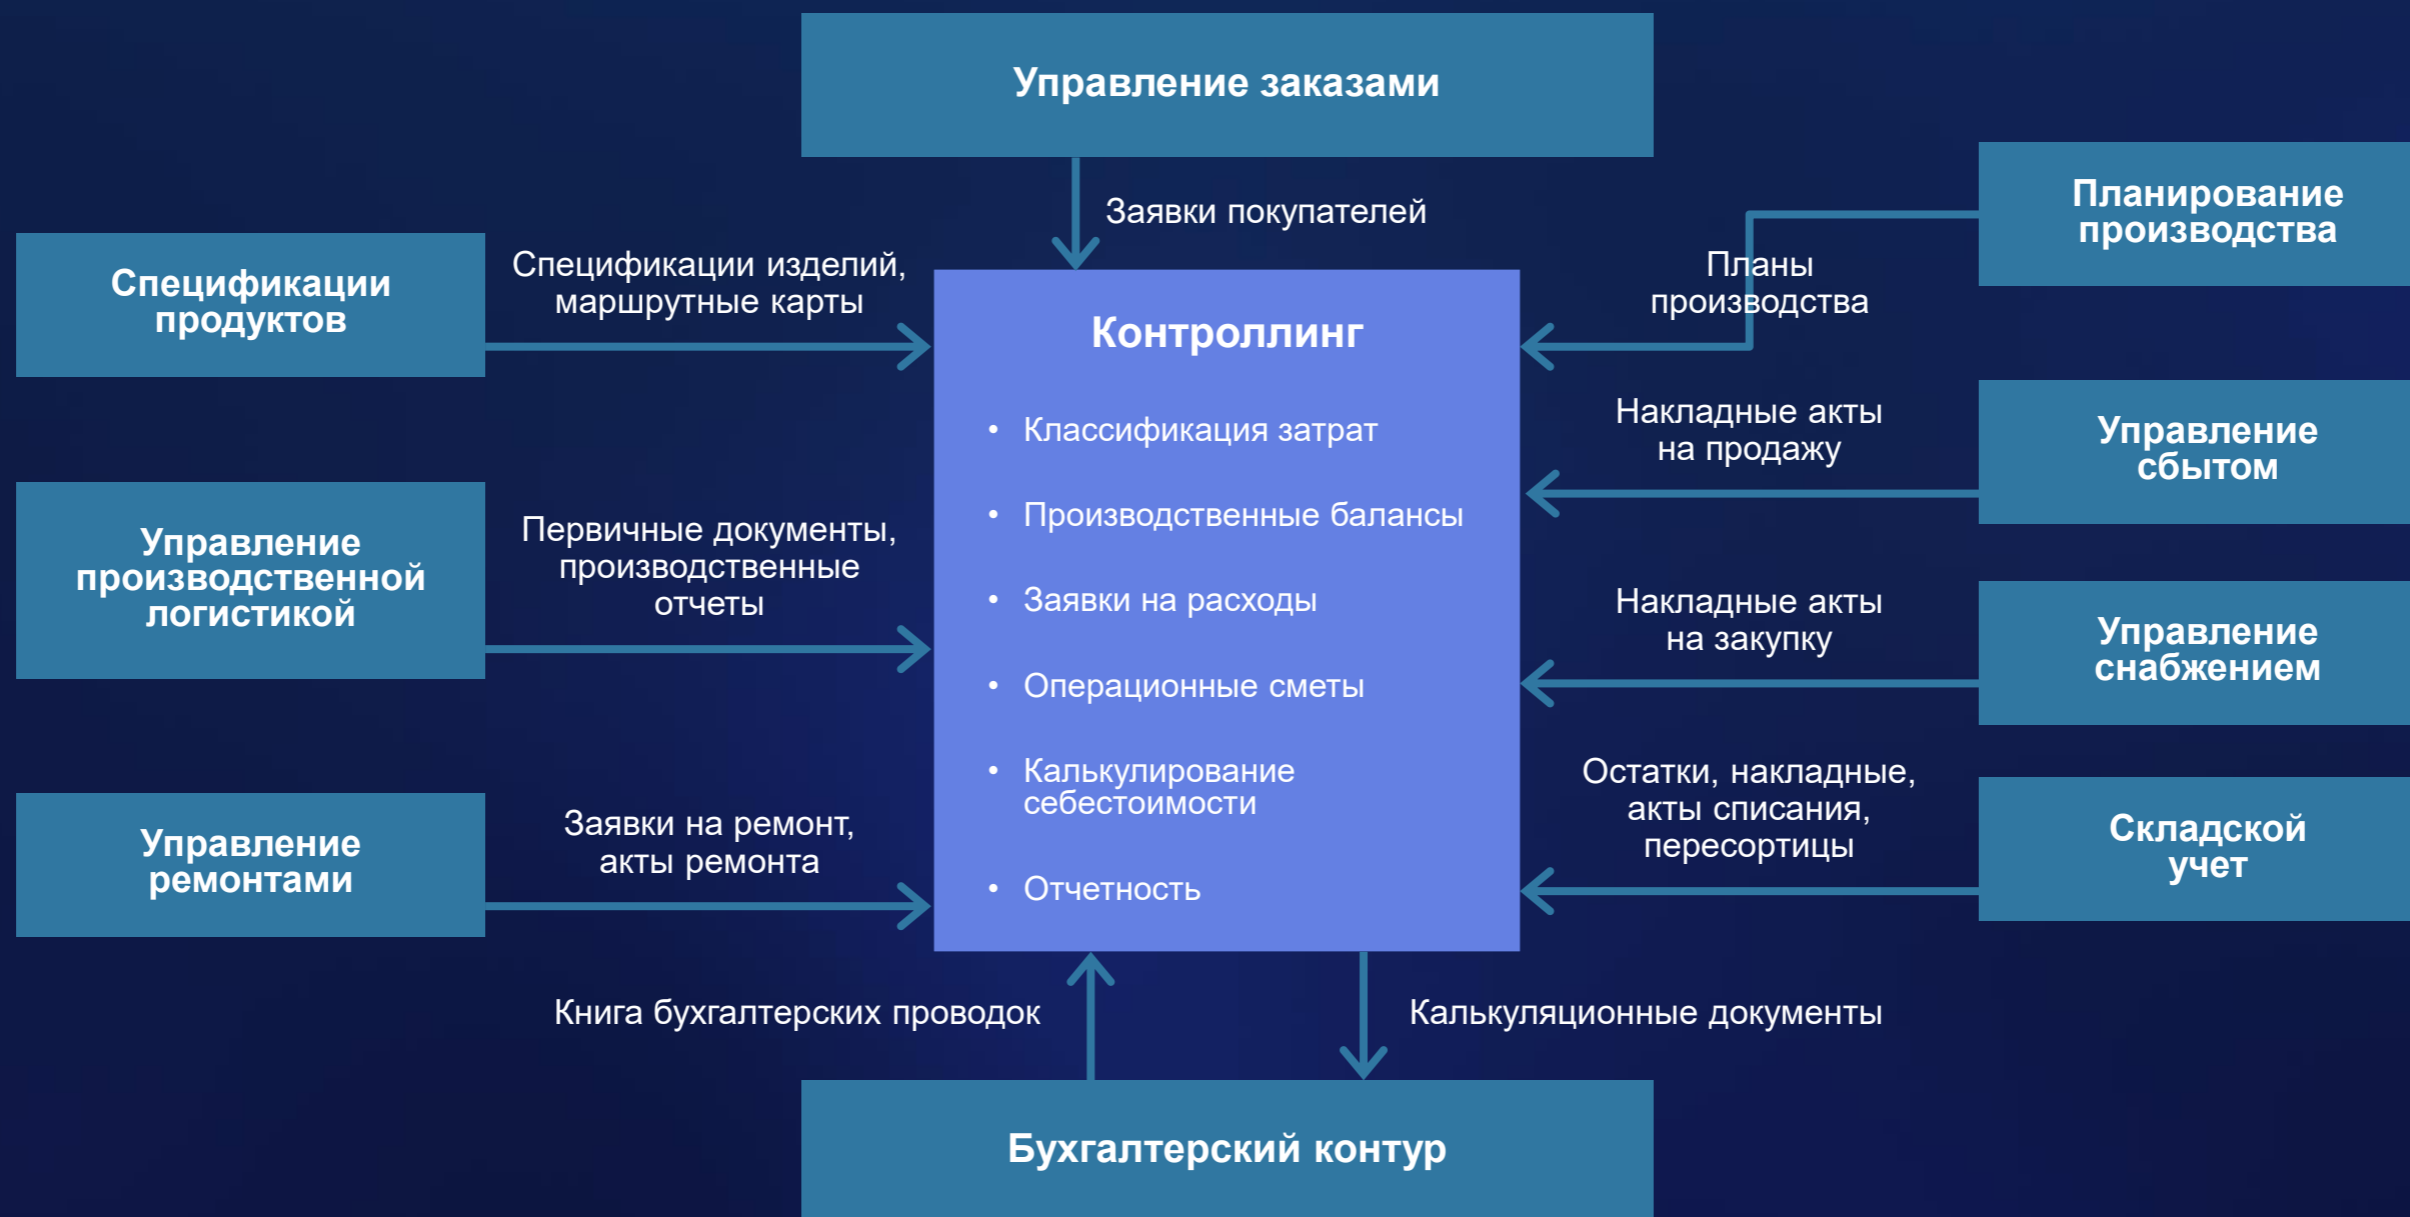 Управление заказами
Заявки покупателей
Спецификации
продуктов
Спецификации изделий,
маршрутные карты
Управление
производственной
логистикой
Первичные документы,
производственные
отчеты
Управление
ремонтами
Заявки на ремонт,
акты ремонта
Контроллинг
• Классификация затрат
• Производственные балансы
• Заявки на расходы
• Операционные сметы
• Калькулирование
себестоимости
• Отчетность
Планы
производства
Планирование
производства
Накладные акты
на продажу
Управление
сбытом
Накладные акты
на закупку
Управление
снабжением
Остатки, накладные,
акты списания,
пересортицы
Складской
учет
Книга бухгалтерских проводок
Калькуляционные документы
Бухгалтерский контур